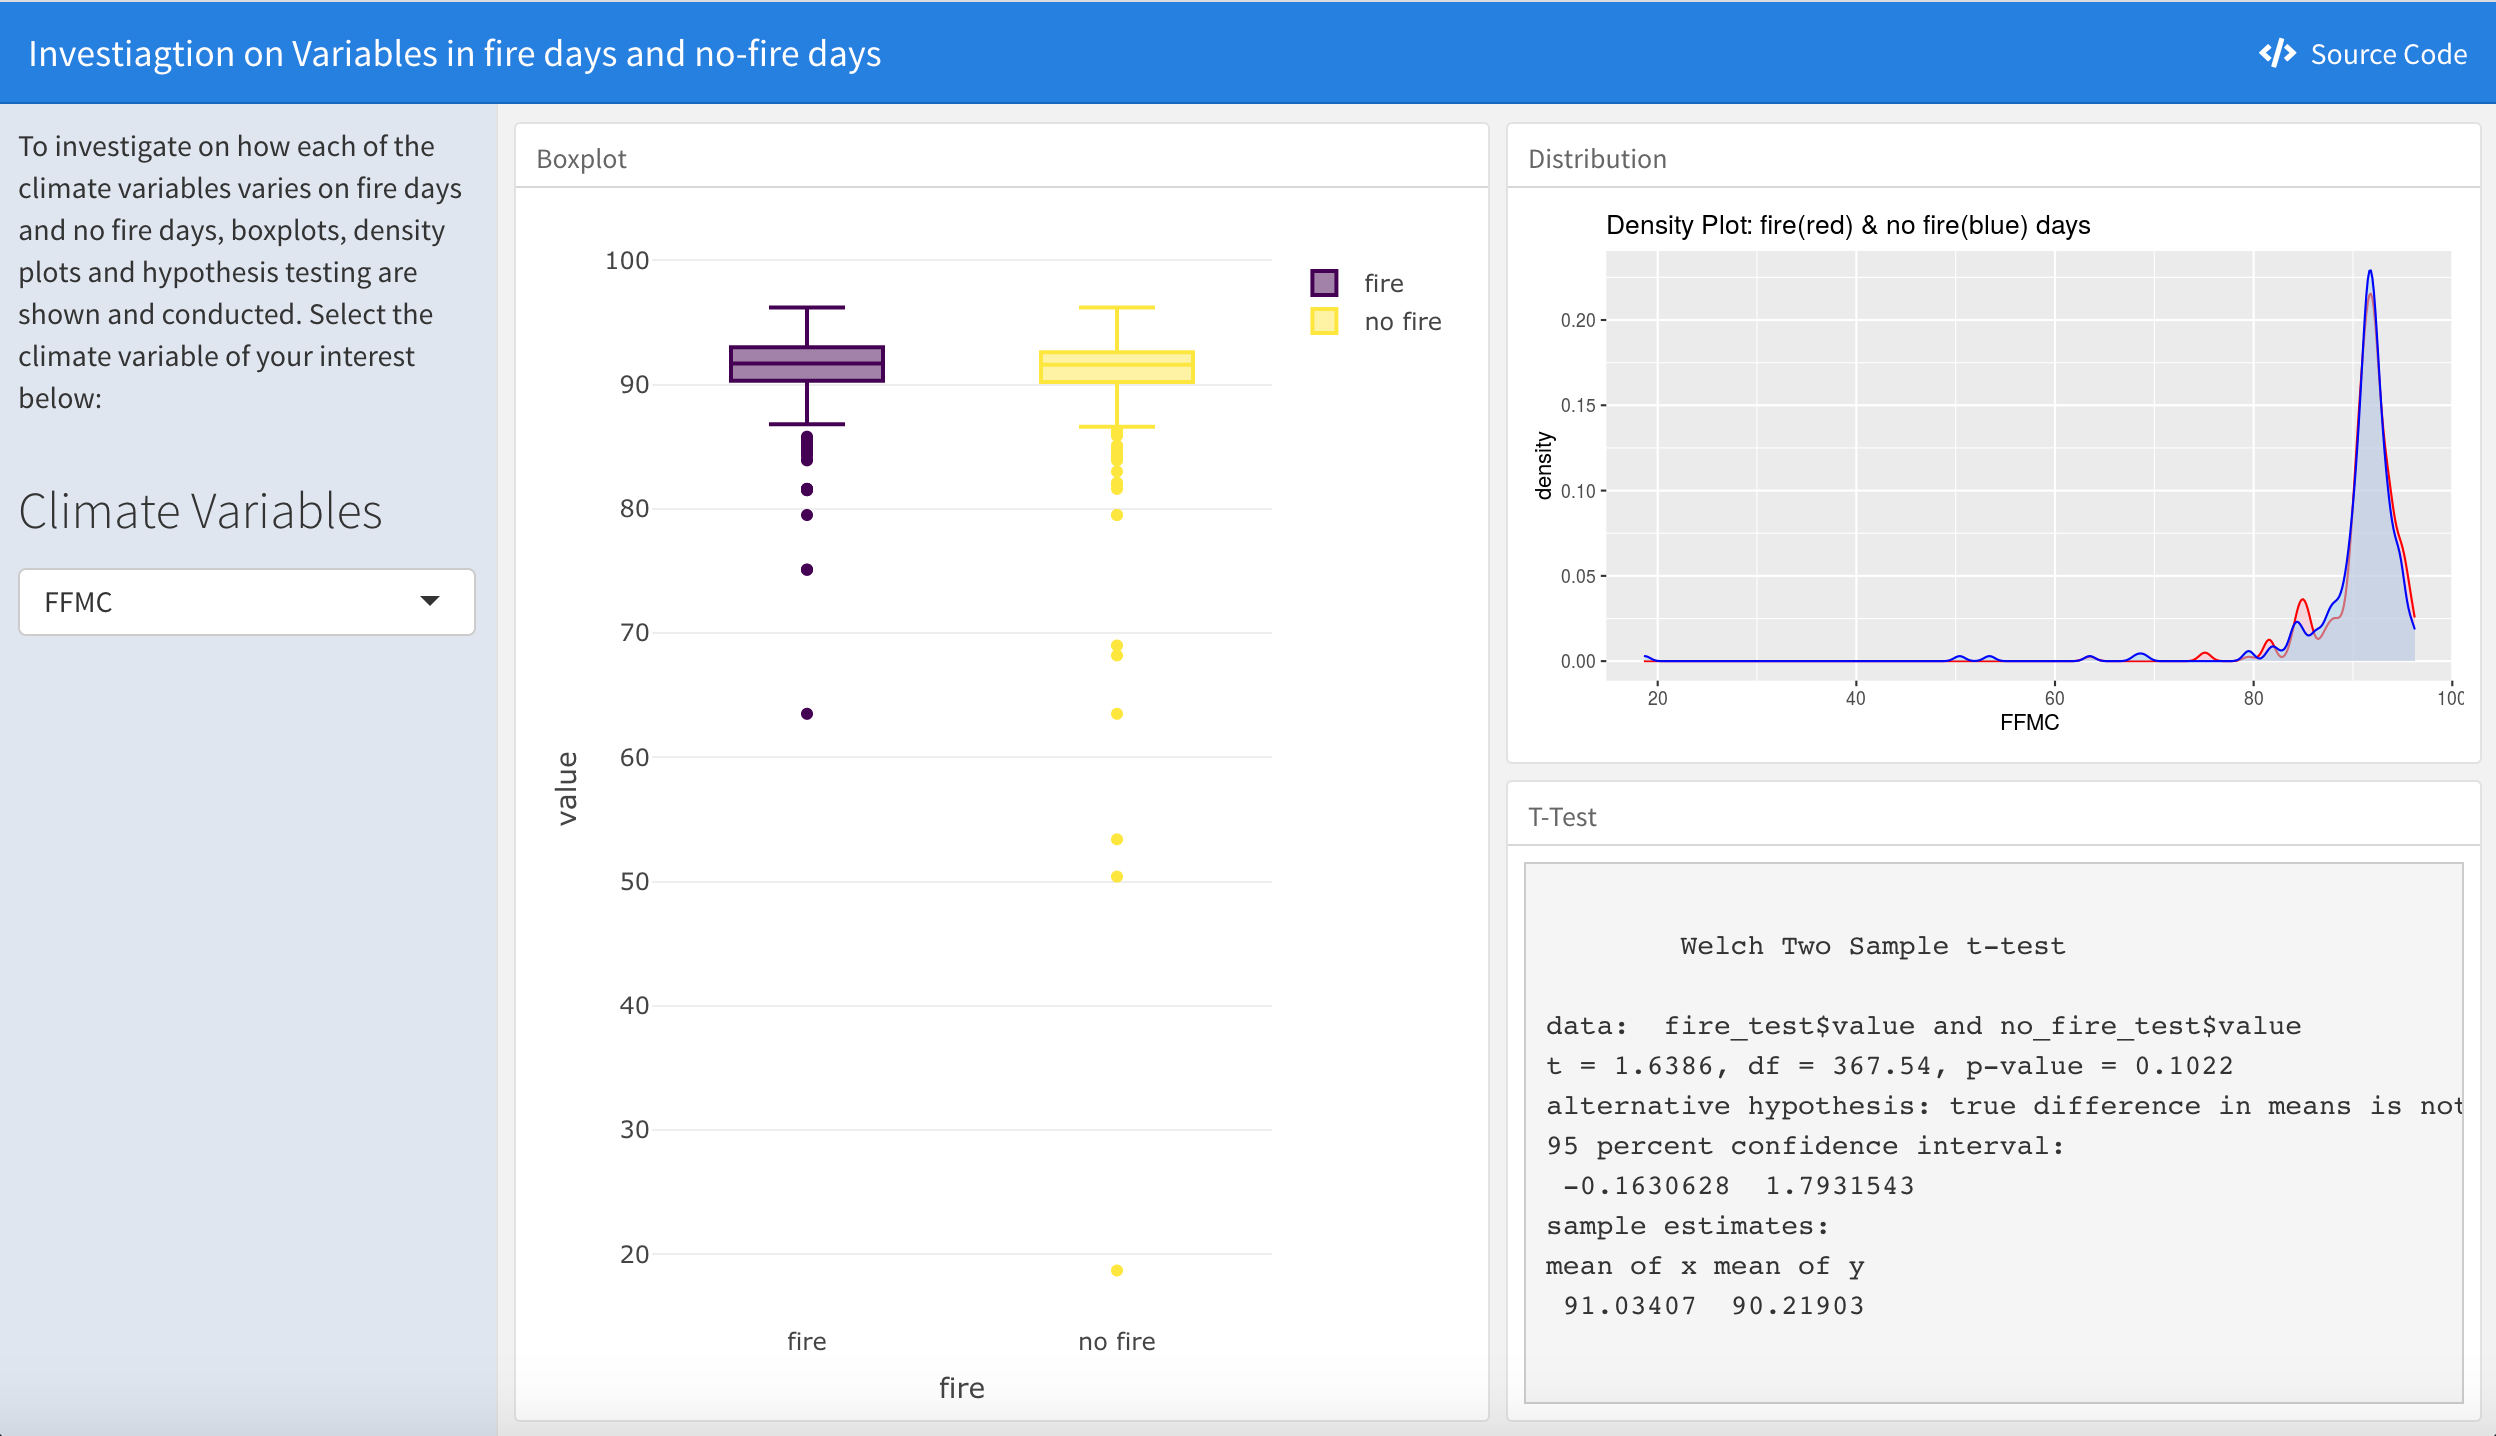 Investiagtion on Variables in fire days and no-fire days
Source Code
To investigate on how each of the
climate variables varies on fire days
and no fire days, boxplots, density
plots and hypothesis testing are
shown and conducted. Select the
climate variable of your interest
below:
Climate Variables
FFMC
Boxplot
100
90
80
70
60
50
40
30
20
value
fire
no fire
fire
fire
no fire
Distribution
Density Plot: fire(red) & no fire(blue) days
0.20
0.15
0.10
0.05
0.00
density
20
40
60
80
100
FFMC
T-Test
Welch Two Sample t-test
data:  fire_test$value and no_fire_test$value
t = 1.6386, df = 367.54, p-value = 0.1022
alternative hypothesis: true difference in means is not
95 percent confidence interval:
-0.1630628  1.7931543
sample estimates:
mean of x mean of y
91.03407  90.21903